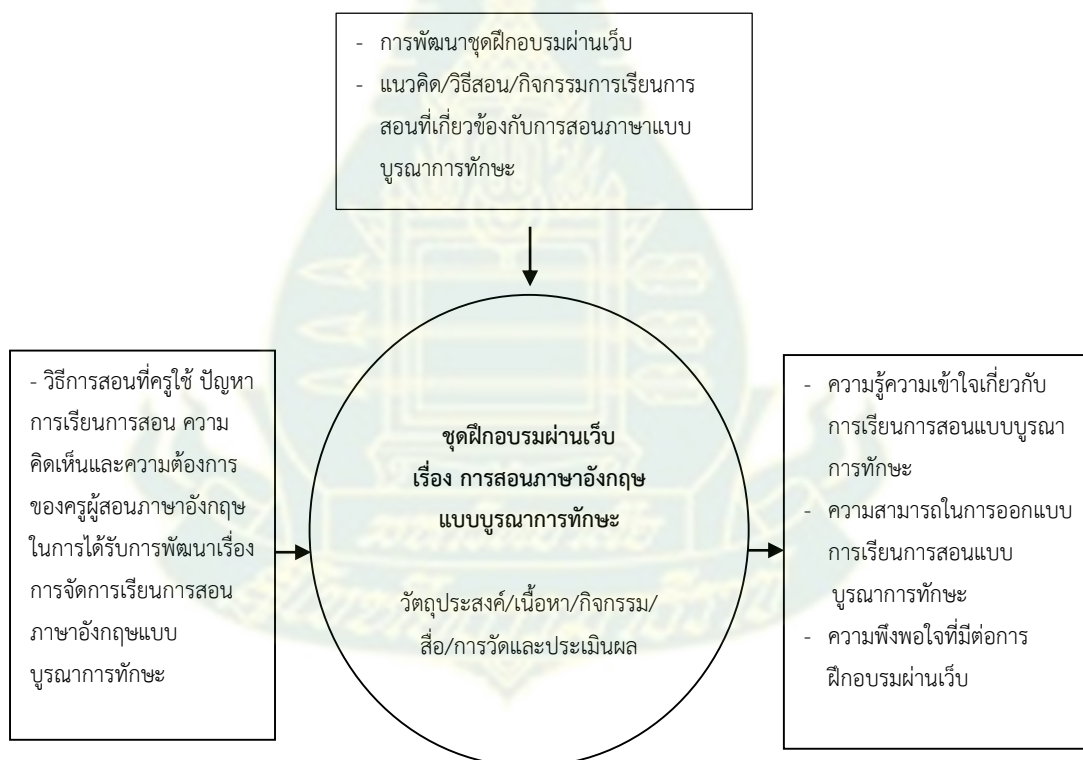 - การพัฒนาชุดฝึกอบรมผ่านเว็บ
- แนวคิด/วิธีสอน/กิจกรรมการเรียนการ
สอนที่เกี่ยวข้องกับการสอนภาษาแบบ
บูรณาการทักษะ
- วิธีการสอนที่ครูใช้ ปัญหา
การเรียนการสอน ความ
คิดเห็นและความต้องการ
ของครูผู้สอนภาษาอังกฤษ
ในการได้รับการพัฒนาเรื่อง
การจัดการเรียนการสอน
ภาษาอังกฤษแบบ
บูรณาการทักษะ
ชุดฝึกอบรมผ่านเว็บ
เรื่อง การสอนภาษาอังกฤษ
แบบบูรณาการทักษะ
วัตถุประสงค์/เนื้อหา/กิจกรรม/
สื่อ/การวัดและประเมินผล
- ความรู้ความเข้าใจเกี่ยวกับ
การเรียนการสอนแบบบูรณา
การทักษะ
- ความสามารถในการออกแบบ
การเรียนการสอนแบบ
บูรณาการทักษะ
- ความพึงพอใจที่มีต่อการ
ฝึกอบรมผ่านเว็บ